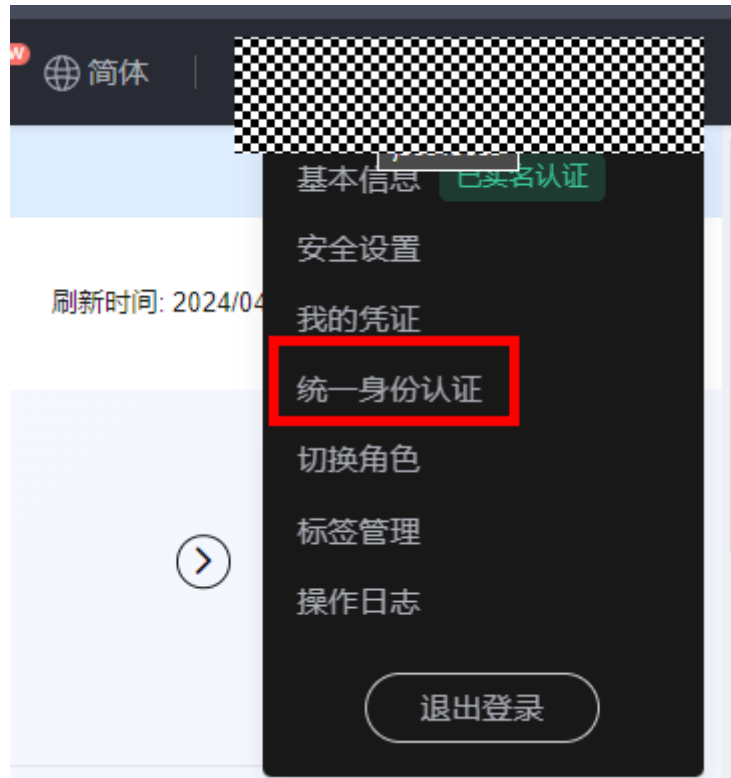 简体
基本信息 已实名认证
安全设置
刷新时间: 2024/04
我的凭证
统一身份认证
切换角色
标签管理
操作日志
退出登录